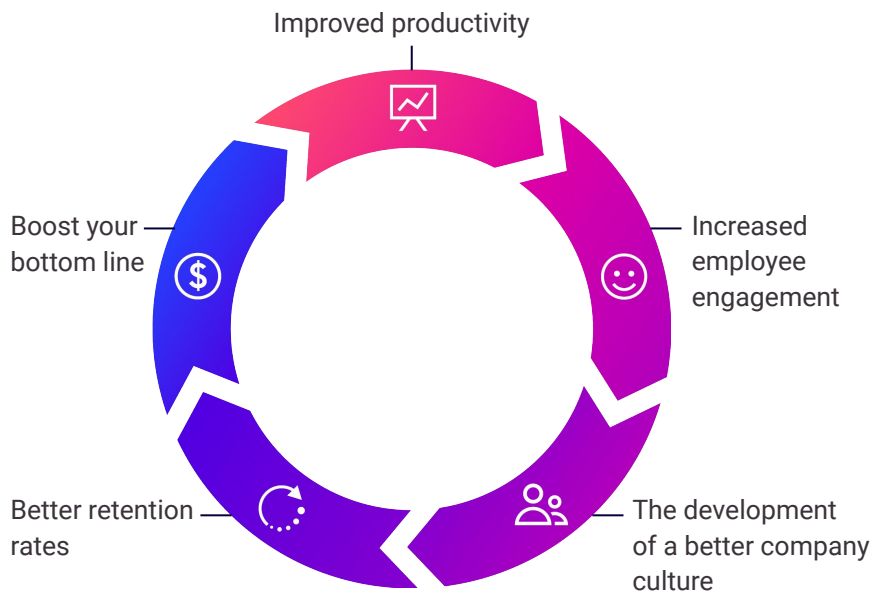 Improved productivity
Increased
employee
engagement
The development
of a better company
culture
Better retention
rates
Boost your
bottom line
$